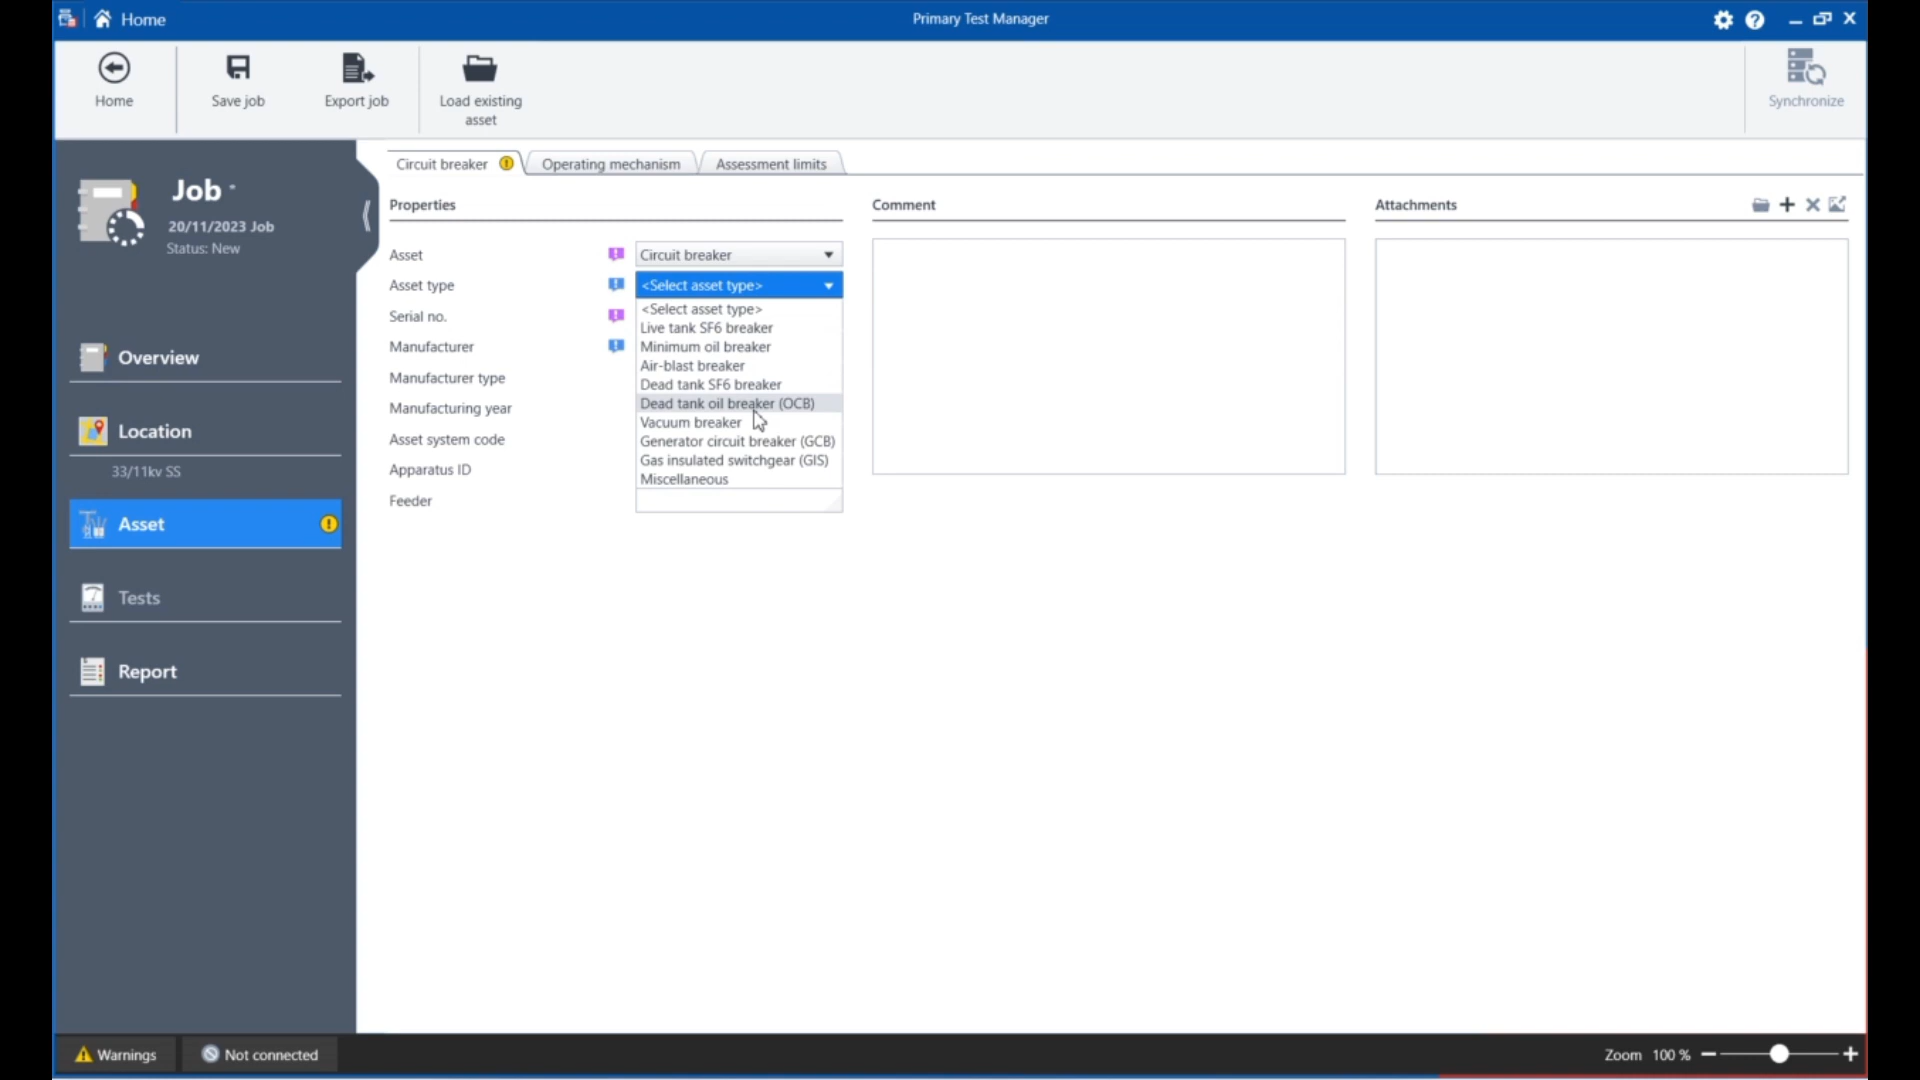 Home
Primary Test Manager
Home
Save job
Export job
Load existing
asset
Synchronize
Job *
20/11/2023 Job
Status: New
Overview
Location
33/11kv SS
Asset
Tests
Report
Circuit breaker
Operating mechanism
Assessment limits
Properties
Comment
Attachments
Asset
Circuit breaker
Asset type
<Select asset type>
Serial no.
Manufacturer
Manufacturer type
Manufacturing year
Asset system code
Apparatus ID
Feeder
<Select asset type>
Live tank SF6 breaker
Minimum oil breaker
Air-blast breaker
Dead tank SF6 breaker
Dead tank oil breaker (OCB)
Vacuum breaker
Generator circuit breaker (GCB)
Gas insulated switchgear (GIS)
Miscellaneous
Warnings
Not connected
Zoom 100 %